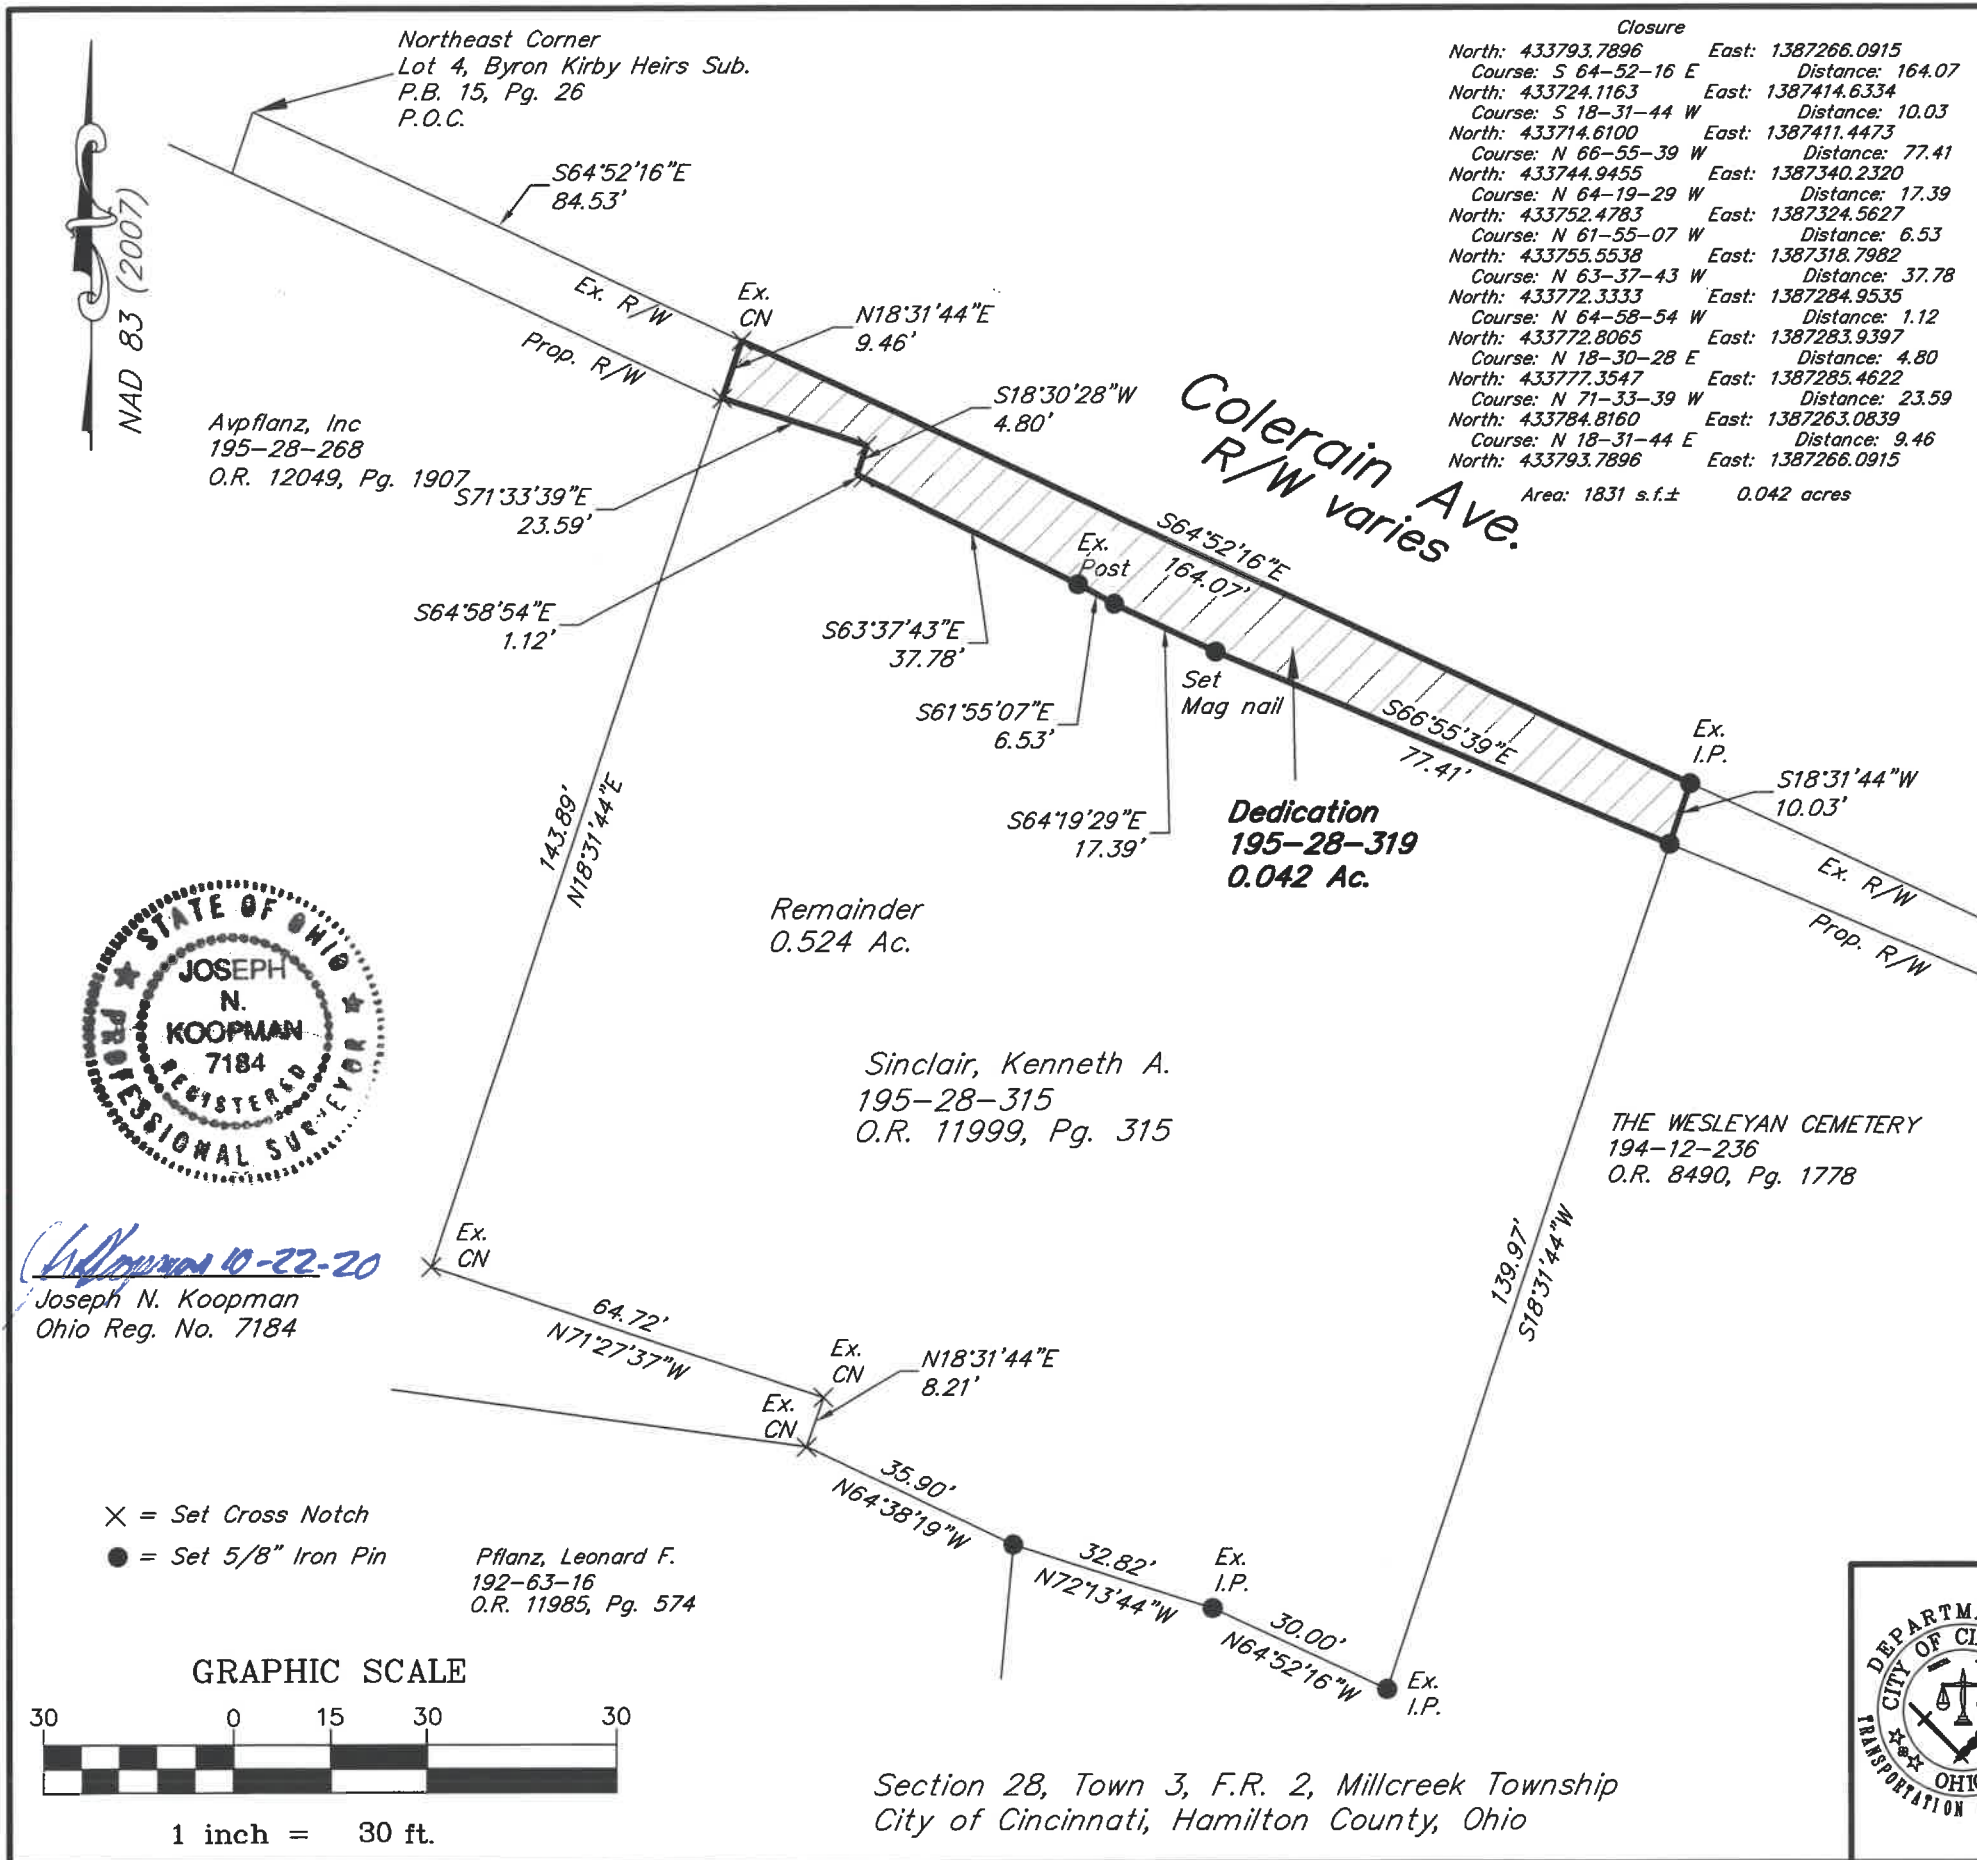 Northeast Corner
Lot 4, Byron Kirby Heirs Sub.
P.B. 15, Pg. 26
P.O.C.
Closure
North: 433793.7896 East: 1387266.0915
Course: S 64-52-16 E Distance: 164.07
North: 433724.1163 East: 1387414.6334
Course: S 18-31-44 W Distance: 10.03
North: 433714.6100 East: 1387411.4473
Course: N 66-55-39 W Distance: 77.41
North: 433744.9455 East: 1387340.2320
Course: N 64-19-29 W Distance: 17.39
North: 433752.4783 East: 1387324.5627
Course: N 61-55-07 W Distance: 6.53
North: 433755.5538 East: 1387318.7982
Course: N 63-37-43 W Distance: 37.78
North: 433772.3333 East: 1387284.9535
Course: N 64-58-54 W Distance: 1.12
North: 433772.8065 East: 1387283.9397
Course: N 18-30-28 E Distance: 4.80
North: 433777.3547 East: 1387285.4622
Course: N 71-33-39 W Distance: 23.59
North: 433784.8160 East: 1387263.0839
Course: N 18-31-44 E Distance: 9.46
North: 433793.7896 East: 1387266.0915
Area: 1831 s.f.± 0.042 acres
NAD 83 (2007)
S64°52'16"E
84.53'
Ex. R/W
Prop. R/W
Ex.
CN
N18°31'44"E
9.46'
S18°30'28"W
4.80'
Colerain Ave.
R/W varies
Avpflanz, Inc
195-28-268
O.R. 12049, Pg. 1907
S71°33'39"E
23.59'
S64°58'54"E
1.12'
S63°37'43"E
37.78'
S61°55'07"E
6.53'
S64°19'29"E
17.39'
Ex.
Post
S64°52'16"E
164.07'
Set
Mag nail
S66°55'39"E
77.41'
Ex.
I.P.
S18°31'44"W
10.03'
Ex. R/W
Prop. R/W
Dedication
195-28-319
0.042 Ac.
143.89'
N18°31'44"E
Remainder
0.524 Ac.
Sinclair, Kenneth A.
195-28-315
O.R. 11999, Pg. 315
THE WESLEYAN CEMETERY
194-12-236
O.R. 8490, Pg. 1778
139.97'
S18°31'44"W
STATE OF OHIO
JOSEPH
N.
KOOPMAN
7184
REGISTERED
PROFESSIONAL SURVEYOR
10-22-20
Joseph N. Koopman
Ohio Reg. No. 7184
Ex.
CN
64.72'
N71°27'37"W
Ex.
CN
N18°31'44"E
8.21'
Ex.
CN
35.90'
N64°38'19"W
32.82'
N72°13'44"W
Ex.
I.P.
30.00'
N64°52'16"W
Ex.
I.P.
X = Set Cross Notch
● = Set 5/8" Iron Pin
Pflanz, Leonard F.
192-63-16
O.R. 11985, Pg. 574
GRAPHIC SCALE
30 0 15 30 30
1 inch = 30 ft.
Section 28, Town 3, F.R. 2, Millcreek Township
City of Cincinnati, Hamilton County, Ohio
DEPARTM
CITY OF CI
OHI
TRANSPORTATION